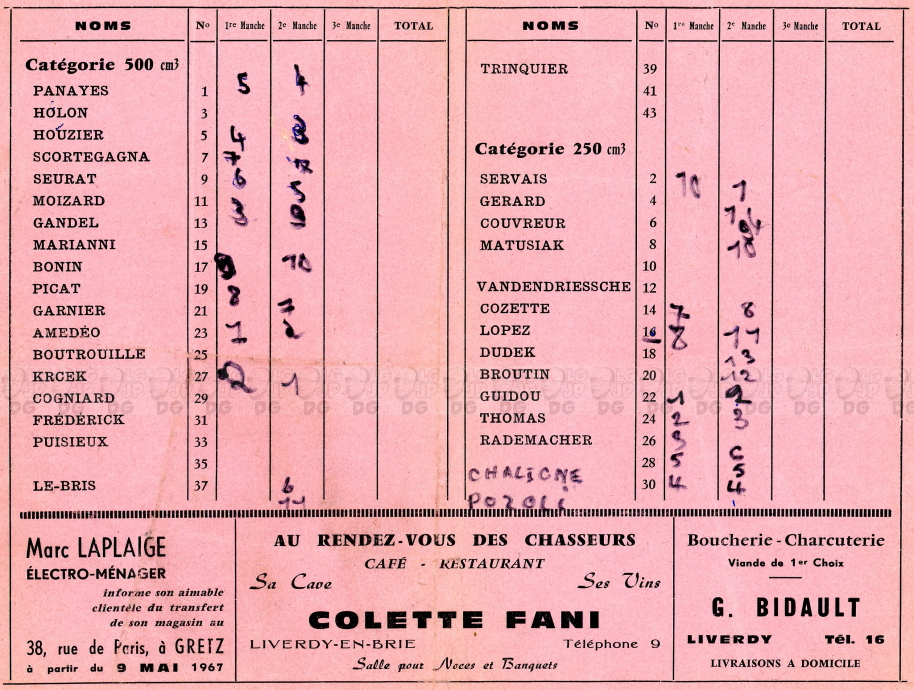 NOMS No 1re Manche 2e Manche 3e Manche TOTAL
Catégorie 500 cm3
PANAYES 1 5 4
HOLON 3
HOUZIER 5 4
SCORTEGAGNA 7 7
SEURAT 9 6 5
MOIZARD 11
GANDEL 13 3
MARIANNI 15
BONIN 17 10
PICAT 19 8
GARNIER 21
AMEDÉO 23 1 2
BOUTROUILLE 25
KRCEK 27 2 1
COGNIARD 29
FRÉDÉRICK 31
PUISIEUX 33
35
LE-BRIS 37 6
11
NOMS No 1re Manche 2e Manche 3e Manche TOTAL
TRINQUIER 39
41
43
Catégorie 250 cm3
SERVAIS 2 10 1
GERARD 4
COUVREUR 6
MATUSIAK 8 10
10
VANDENDRIESSCHE 12
COZETTE 14 7 8
LOPEZ 16 8 11
DUDEK 18 13
BROUTIN 20 12
GUIDOU 22 1 2
THOMAS 24 2 3
RADEMACHER 26 3
CHALIGNE 28 5 5
POZOLI 30 4 4
Marc LAPLAIGE
ÉLECTRO-MÉNAGER
informe son aimable
clientèle du transfert
de son magasin au
38, rue de Paris, à GRETZ
à partir du 9 MAI 1967
AU RENDEZ-VOUS DES CHASSEURS
CAFÉ - RESTAURANT
Sa Cave Ses Vins
COLETTE FANI
LIVERDY-EN-BRIE Téléphone 9
Salle pour Noces et Banquets
Boucherie - Charcuterie
Viande de 1er Choix
G. BIDAULT
LIVERDY Tél. 16
LIVRAISONS A DOMICILE